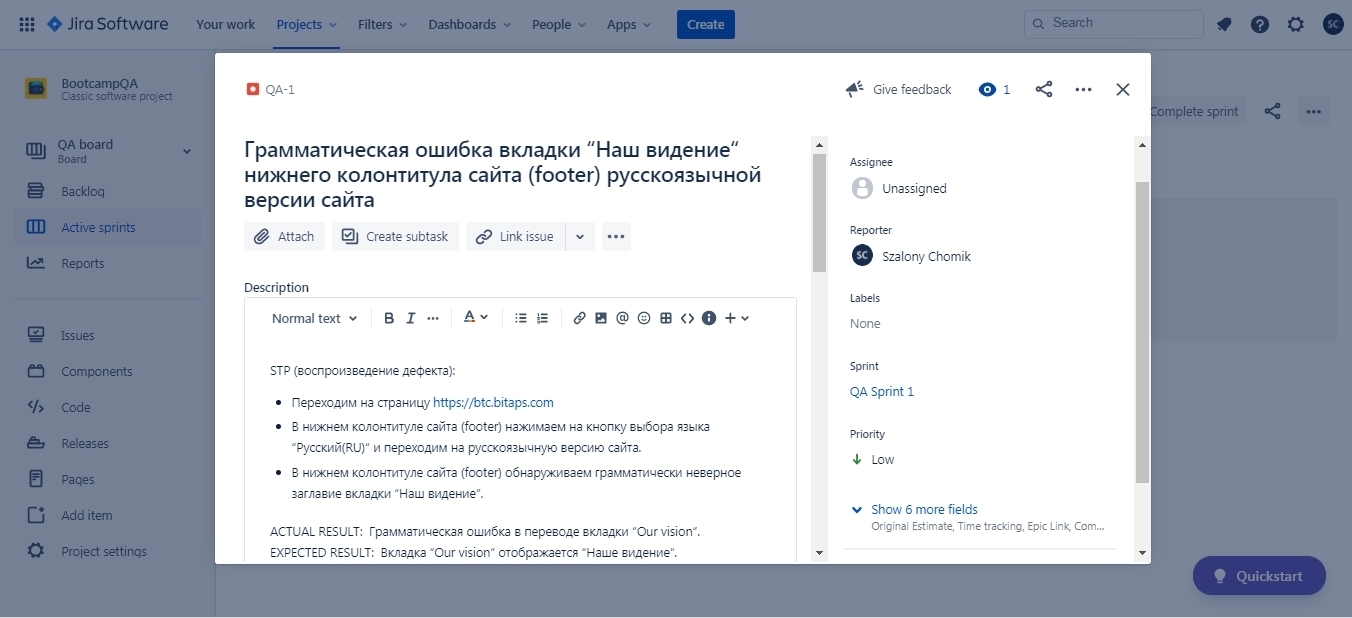 Jira Software
Your work
Projects
Filters
Dashboards
People
Apps
Create
Search
SC
BootcampQA
Classic software project
QA board
Board
Backlog
Active sprints
Reports
Issues
Components
Code
Releases
Pages
Add item
Project settings
QA-1
Give feedback
1
Complete sprint
Грамматическая ошибка вкладки “Наш видение“
нижнего колонтитула сайта (footer) русскоязычной
версии сайта
Attach
Create subtask
Link issue
Description
Normal text
STP (воспроизведение дефекта):
Переходим на страницу https://btc.bitaps.com
В нижнем колонтитуле сайта (footer) нажимаем на кнопку выбора языка
“Русский(RU)“ и переходим на русскоязычную версию сайта.
В нижнем колонтитуле сайта (footer) обнаруживаем грамматически неверное
заглавие вкладки “Наш видение“.
ACTUAL RESULT: Грамматическая ошибка в переводе вкладки “Our vision“.
EXPECTED RESULT: Вкладка “Our vision“ отображается “Наше видение“.
Assignee
Unassigned
Reporter
SC
Szalony Chomik
Labels
None
Sprint
QA Sprint 1
Priority
Low
Show 6 more fields
Original Estimate, Time tracking, Epic Link, Com...
Quickstart